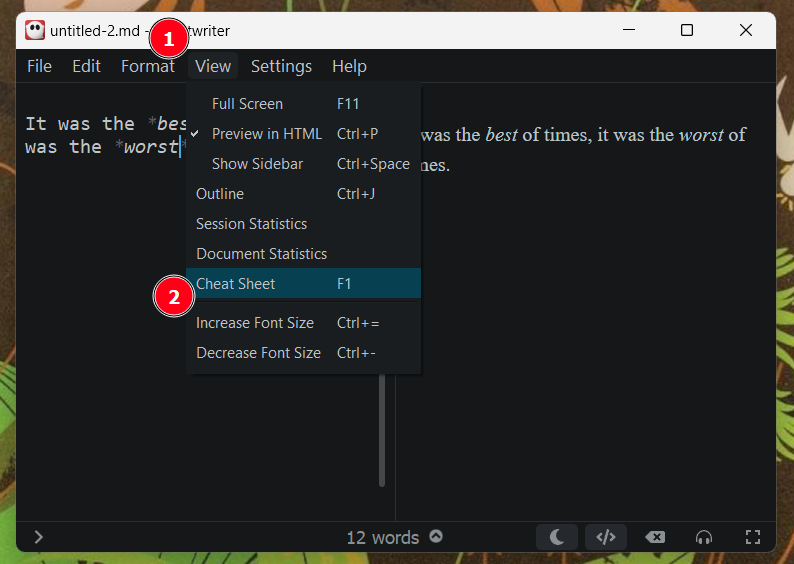 untitled-2.md - twriter
1
File Edit Format View Settings Help
Full Screen F11
It was the *bes
Preview in HTML Ctrl+P
was the *worst*
was the best of times, it was the worst of
Show Sidebar Ctrl+Space
mes.
Outline Ctrl+J
Session Statistics
Document Statistics
2
Cheat Sheet F1
Increase Font Size Ctrl+=
Decrease Font Size Ctrl+-
12 words